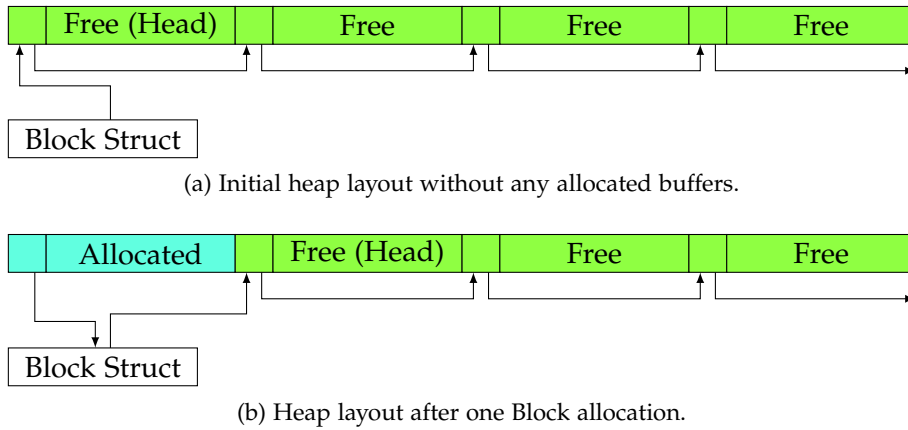 Free (Head) Free Free Free
Block Struct
(a) Initial heap layout without any allocated buffers.
Allocated Free (Head) Free Free
Block Struct
(b) Heap layout after one Block allocation.